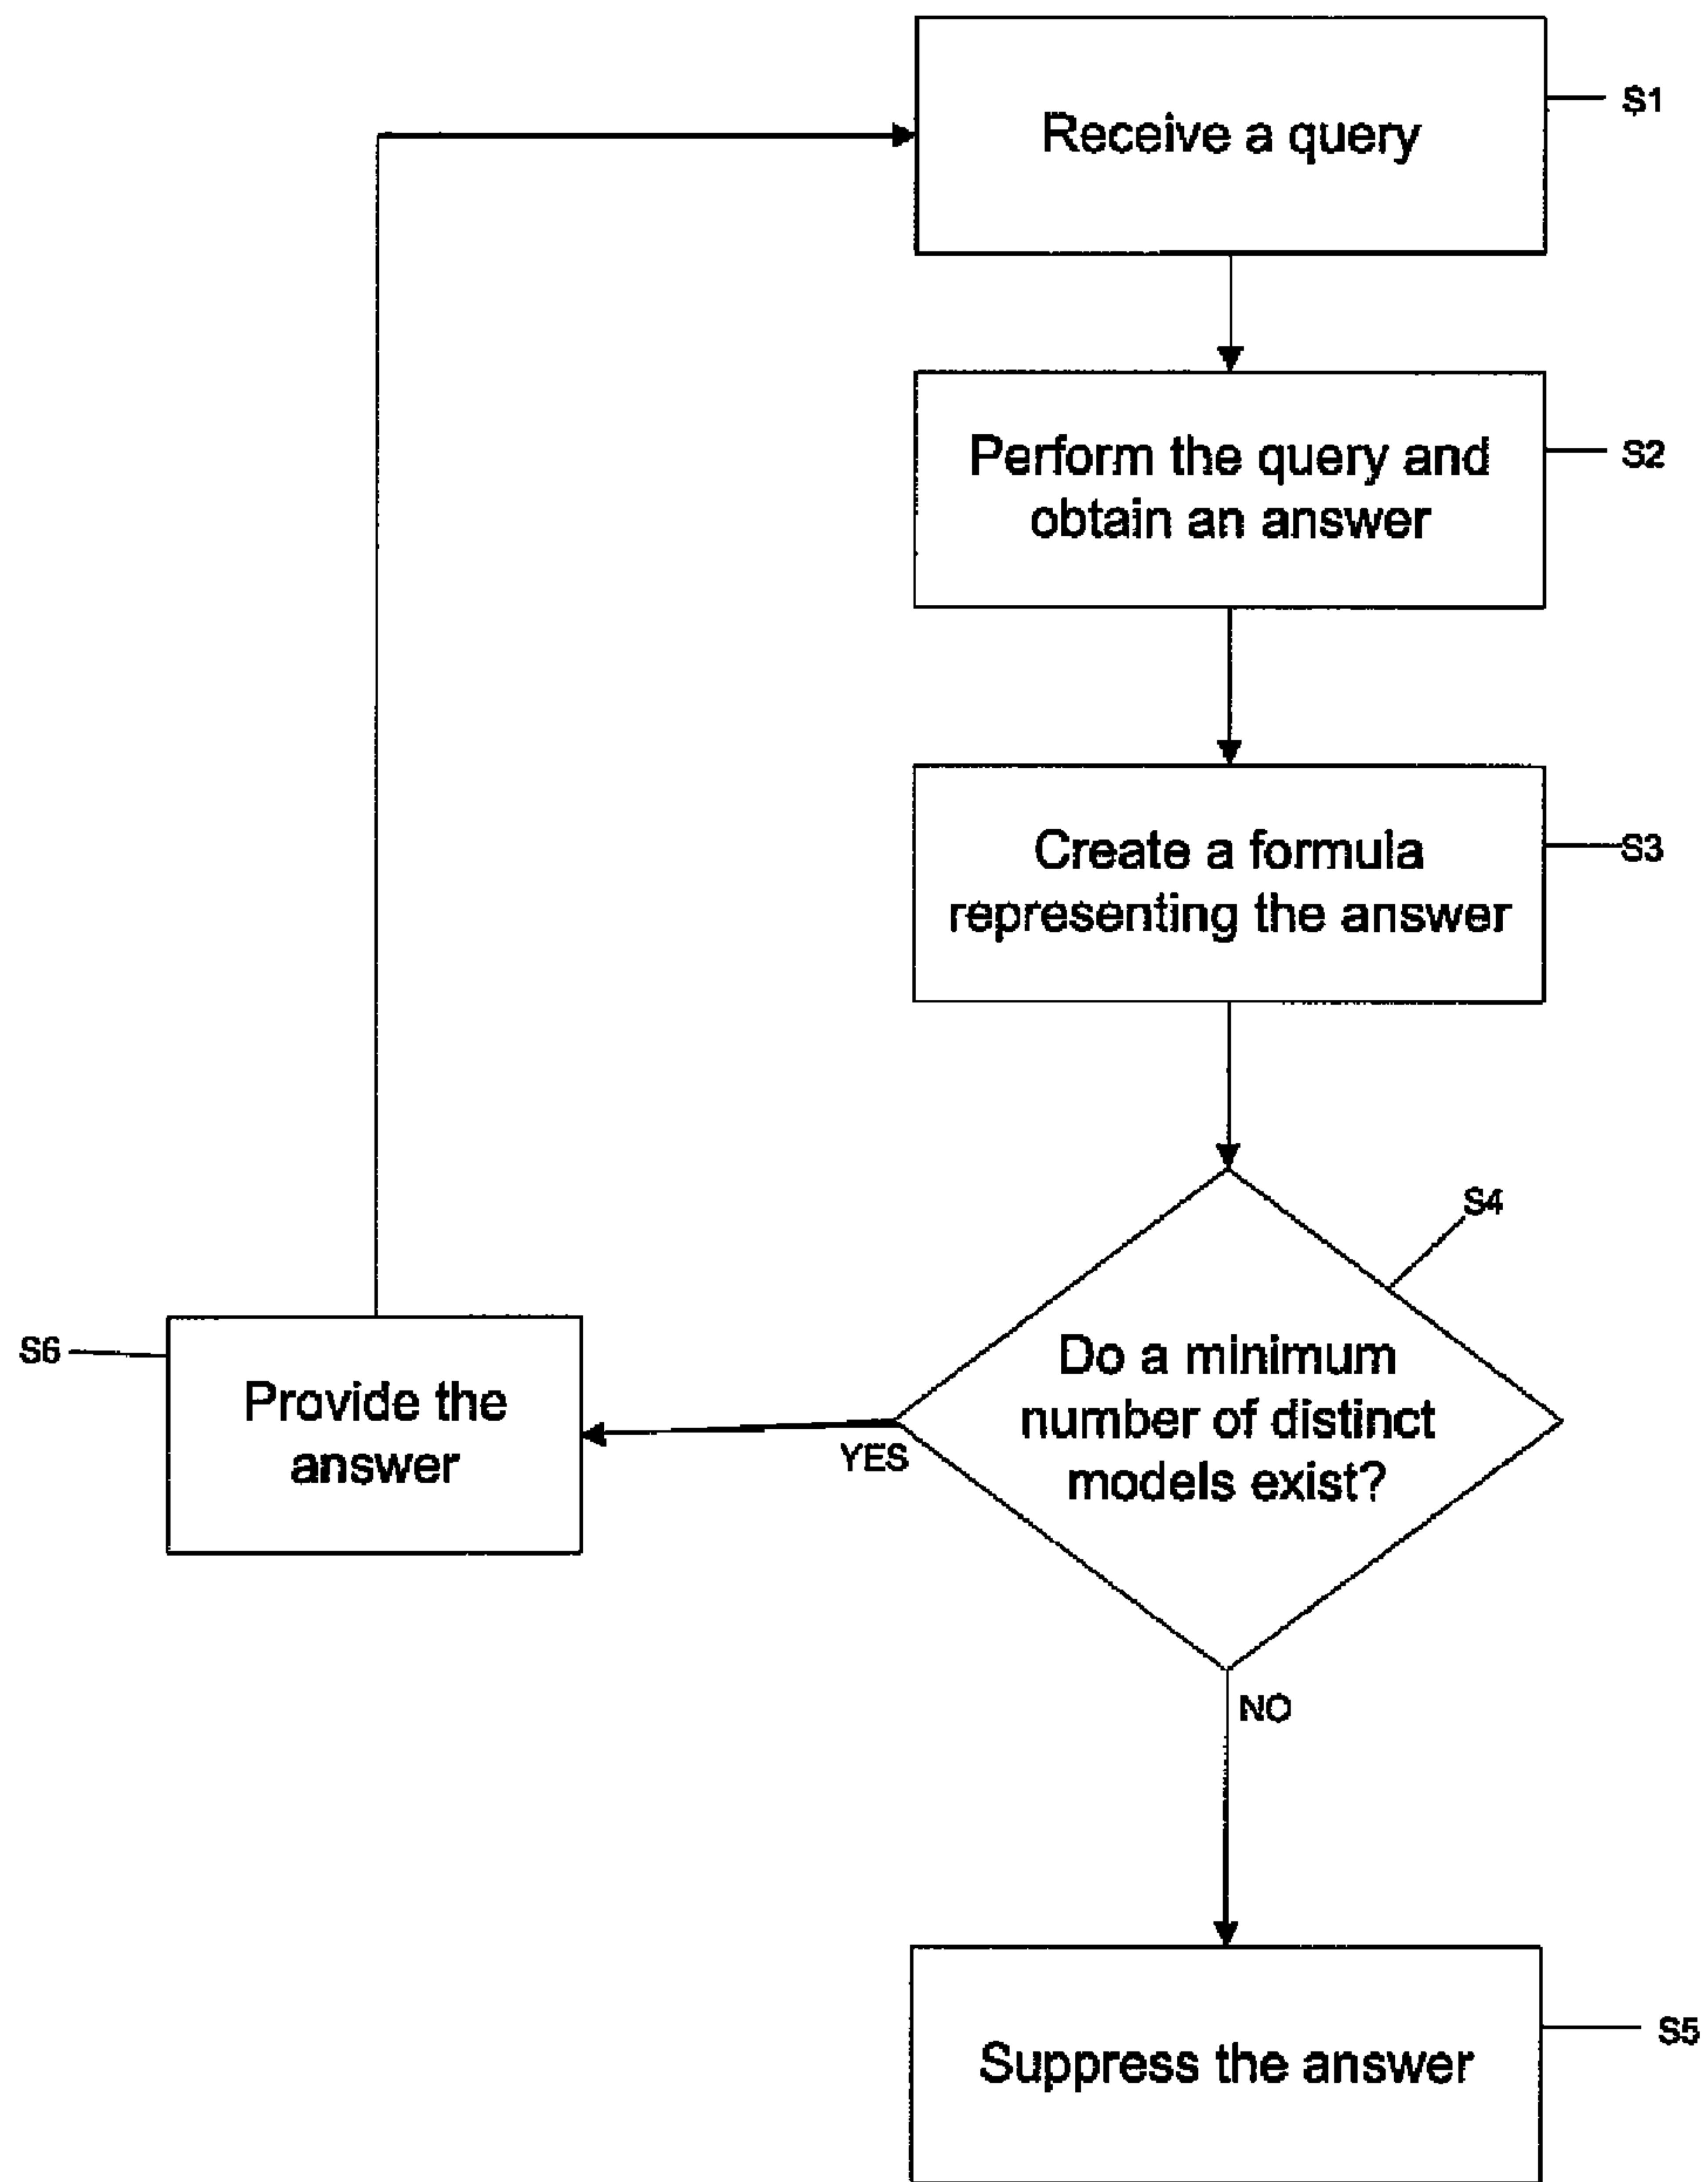 Receive a query
S1
Perform the query and
obtain an answer
S2
Create a formula
representing the answer
S3
S4
Do a minimum
number of distinct
models exist?
YES
S6
Provide the
answer
NO
Suppress the answer
S5